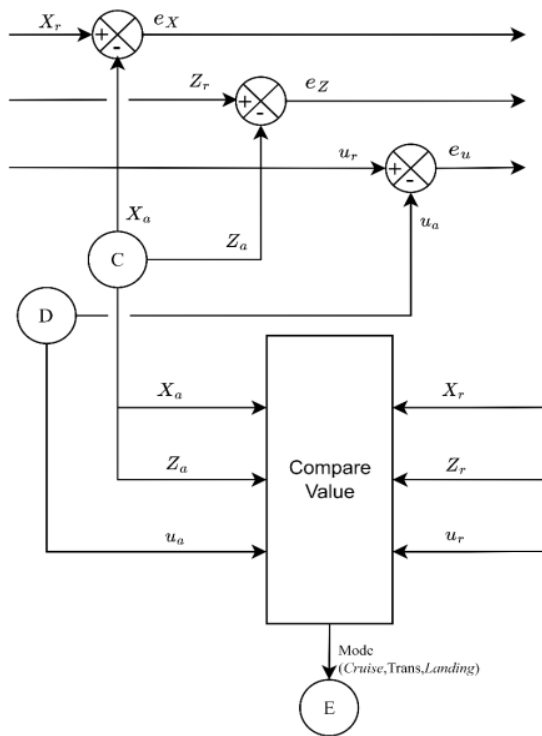 X_r
+
-
e_X
Z_r
+
-
e_Z
u_r
+
-
e_u
X_a
Z_a
u_a
C
D
X_a
X_r
Z_a
Compare
Value
Z_r
u_a
u_r
Mode
(Cruise,Trans,Landing)
E